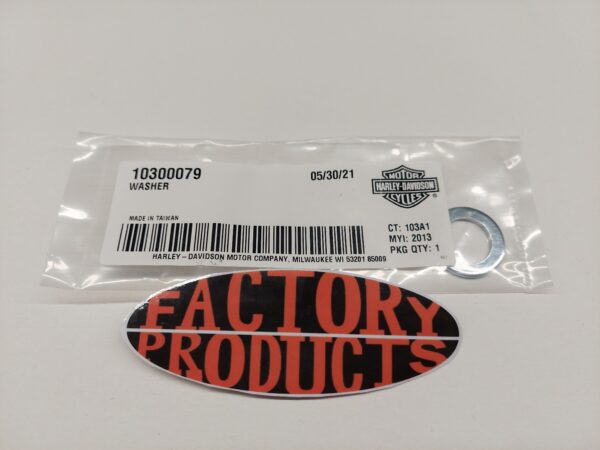 10300079
05/30/21
WASHER
MOTOR
HARLEY-DAVIDSON
CYCLES
®
MADE IN TAIWAN
CT: 103A1
MYI: 2013
PKG QTY: 1
HARLEY-DAVIDSON MOTOR COMPANY, MILWAUKEE WI 53201 85009
FACTORY
PRODUCTS